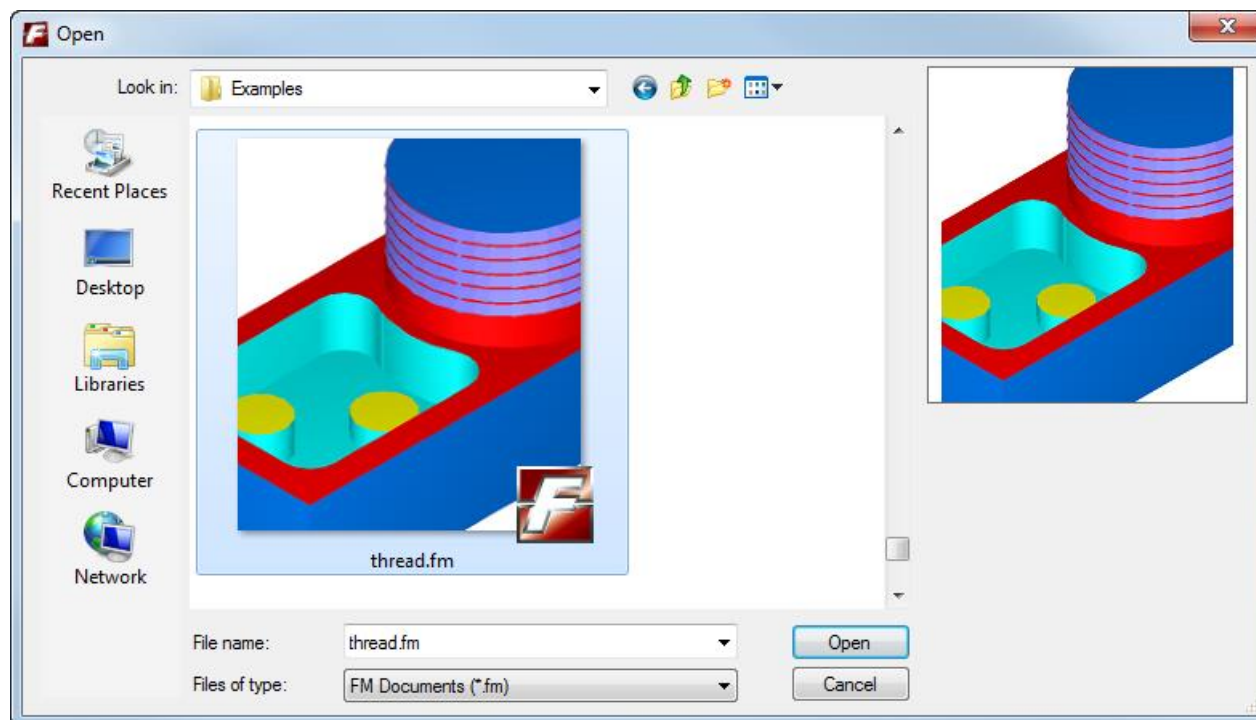 Open
Look in: Examples
Recent Places
Desktop
Libraries
Computer
Network
thread.fm
File name: thread.fm Open
Files of type: FM Documents (*.fm) Cancel